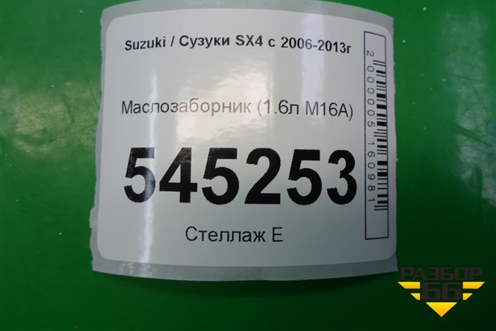 Suzuki / Сузуки SX4 с 2006-2013г
Маслозаборник (1.6л M16A)
545253
Стеллаж Е
2000005160981
РАЗБОР
66